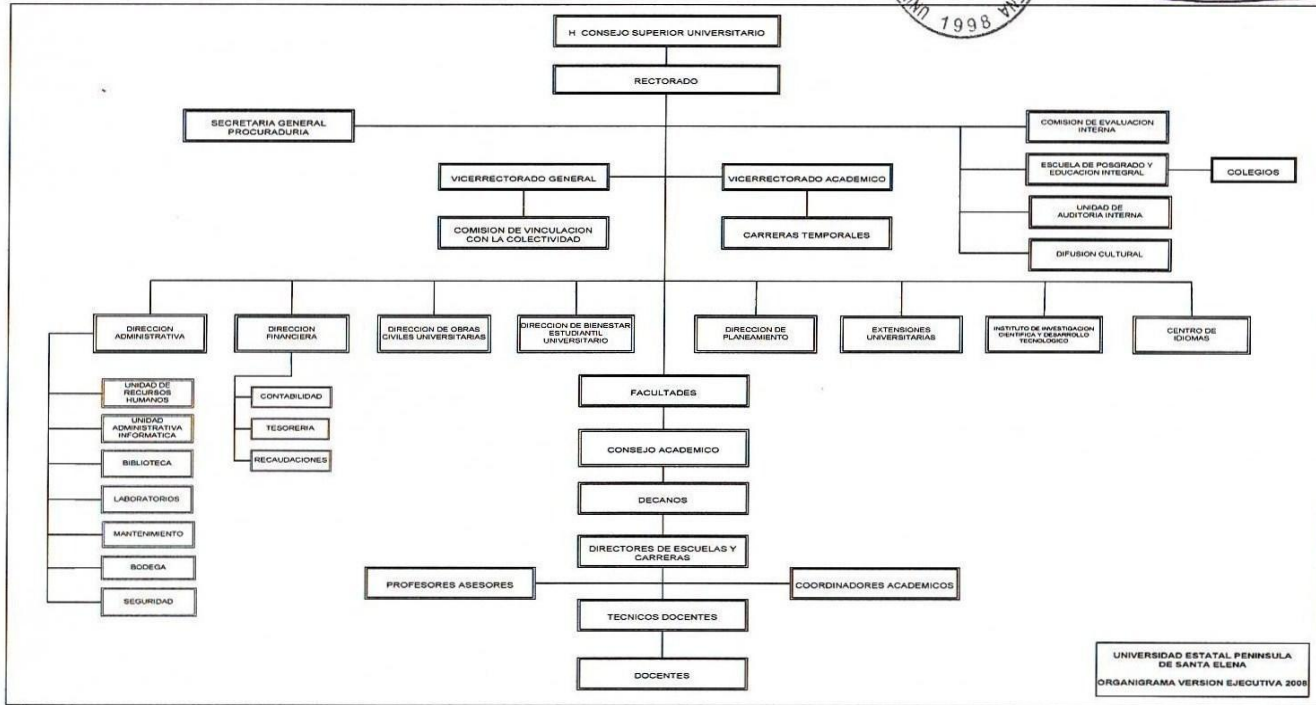 1998
H CONSEJO SUPERIOR UNIVERSITARIO
RECTORADO
SECRETARIA GENERAL
PROCURADURIA
COMISION DE EVALUACION
INTERNA
ESCUELA DE POSGRADO Y
EDUCACION INTEGRAL
COLEGIOS
UNIDAD DE
AUDITORIA INTERNA
DIFUSION CULTURAL
VICERRECTORADO GENERAL
VICERRECTORADO ACADEMICO
COMISION DE VINCULACION
CON LA COLECTIVIDAD
CARRERAS TEMPORALES
DIRECCION
ADMINISTRATIVA
DIRECCION
FINANCIERA
DIRECCION DE OBRAS
CIVILES UNIVERSITARIAS
DIRECCION DE BIENESTAR
ESTUDIANTIL
UNIVERSITARIO
DIRECCION DE
PLANEAMIENTO
EXTENSIONES
UNIVERSITARIAS
INSTITUTO DE INVESTIGACION
CIENTIFICA Y DESARROLLO
TECNOLOGICO
CENTRO DE
IDIOMAS
UNIDAD DE
RECURSOS
HUMANOS
UNIDAD
ADMINISTRATIVA
INFORMATICA
BIBLIOTECA
LABORATORIOS
MANTENIMIENTO
BODEGA
SEGURIDAD
CONTABILIDAD
TESORERIA
RECAUDACIONES
FACULTADES
CONSEJO ACADEMICO
DECANOS
DIRECTORES DE ESCUELAS Y
CARRERAS
PROFESORES ASESORES
COORDINADORES ACADEMICOS
TECNICOS DOCENTES
DOCENTES
UNIVERSIDAD ESTATAL PENINSULA
DE SANTA ELENA
ORGANIGRAMA VERSION EJECUTIVA 2008